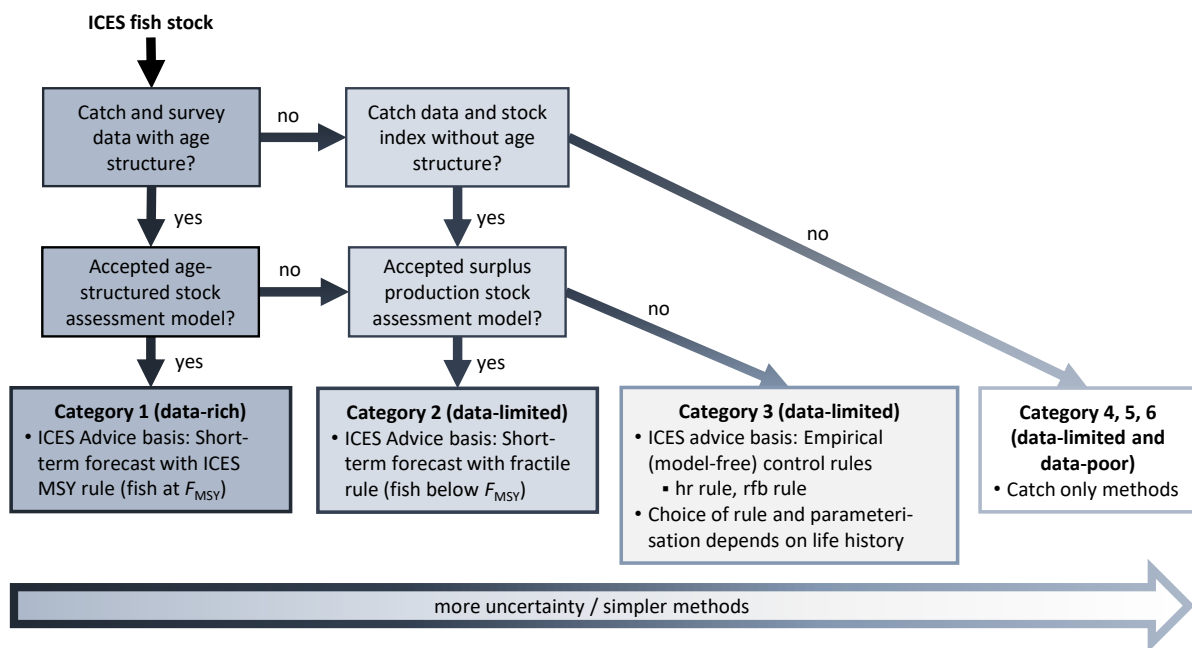 ICES fish stock
Catch and survey
data with age
structure?
no
Catch data and stock
index without age
structure?
yes
yes
no
Accepted age-
structured stock
assessment model?
no
Accepted surplus
production stock
assessment model?
no
yes
yes
Category 1 (data-rich)
• ICES Advice basis: Short-
term forecast with ICES
MSY rule (fish at FMSY)
Category 2 (data-limited)
• ICES Advice basis: Short-
term forecast with fractile
rule (fish below FMSY)
Category 3 (data-limited)
• ICES advice basis: Empirical
(model-free) control rules
▪ hr rule, rfb rule
• Choice of rule and parameteri-
sation depends on life history
Category 4, 5, 6
(data-limited and
data-poor)
• Catch only methods
more uncertainty / simpler methods